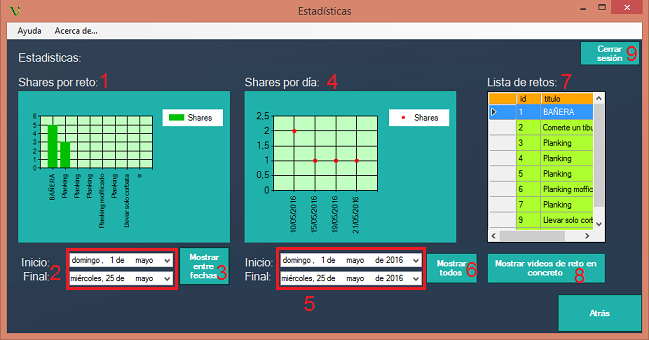 Estadísticas
Ayuda Acerca de...
Estadisticas:
Cerrar sesión 9
Shares por reto: 1
Shares por día: 4
Lista de retos: 7
Shares
6
5
4
3
2
1
0
BAÑERA
Planking
Planking
Planking
Planking mofificado
Planking
Llevar solo corbata
a
Shares
2,5
2
1,5
1
0,5
0
10/05/2016
15/05/2016
19/05/2016
21/05/2016
id titulo
1 BAÑERA
2 Comerte un tibu
3 Planking
4 Planking
5 Planking
6 Planking mofific
7 Planking
9 Llevar solo corb
Inicio: domingo , 1 de mayo
Final: miércoles, 25 de mayo
2
Mostrar
entre
fechas
3
Inicio: domingo , 1 de mayo de 2016
Final: miércoles, 25 de mayo de 2016
5
Mostrar
todos
6
Mostrar videos de reto en
concreto
8
Atrás